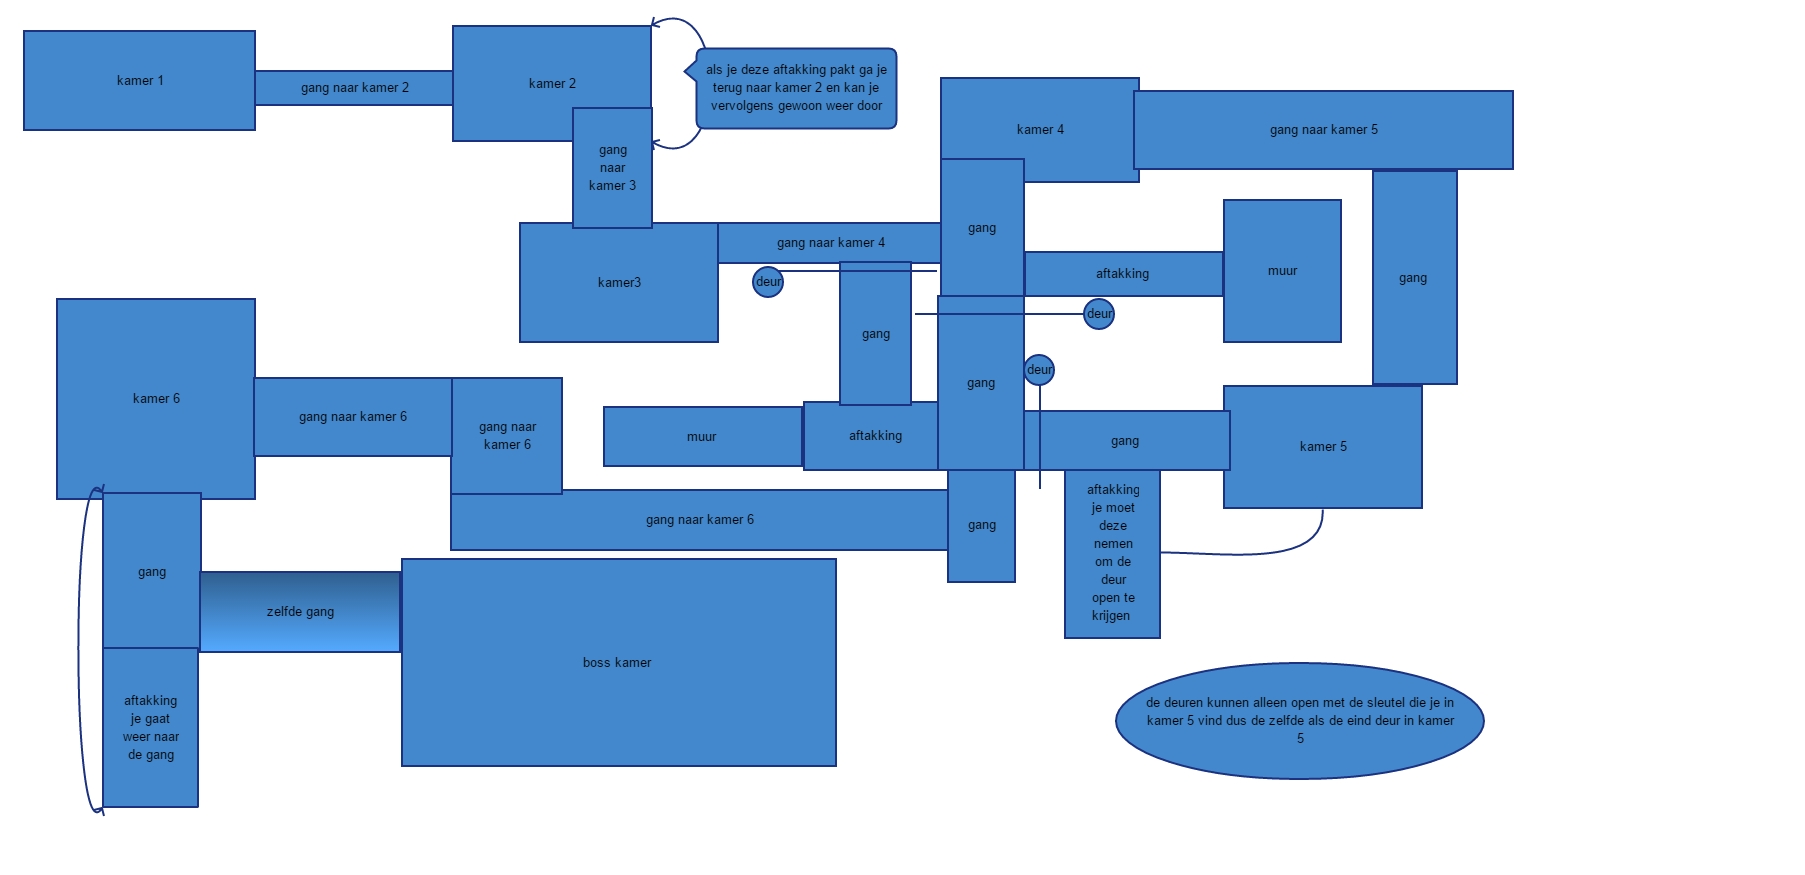 kamer 1
gang naar kamer 2
kamer 2
als je deze aftakking pakt ga je
terug naar kamer 2 en kan je
vervolgens gewoon weer door
gang
naar
kamer 3
kamer 4
gang naar kamer 5
gang
gang naar kamer 4
kamer3
deur
aftakking
muur
gang
deur
gang
deur
gang
kamer 6
gang naar kamer 6
gang naar
kamer 6
muur
aftakking
gang
kamer 5
gang naar kamer 6
gang
aftakking
je moet
deze
nemen
om de
deur
open te
krijgen
gang
zelfde gang
boss kamer
aftakking
je gaat
weer naar
de gang
de deuren kunnen alleen open met de sleutel die je in
kamer 5 vind dus de zelfde als de eind deur in kamer
5